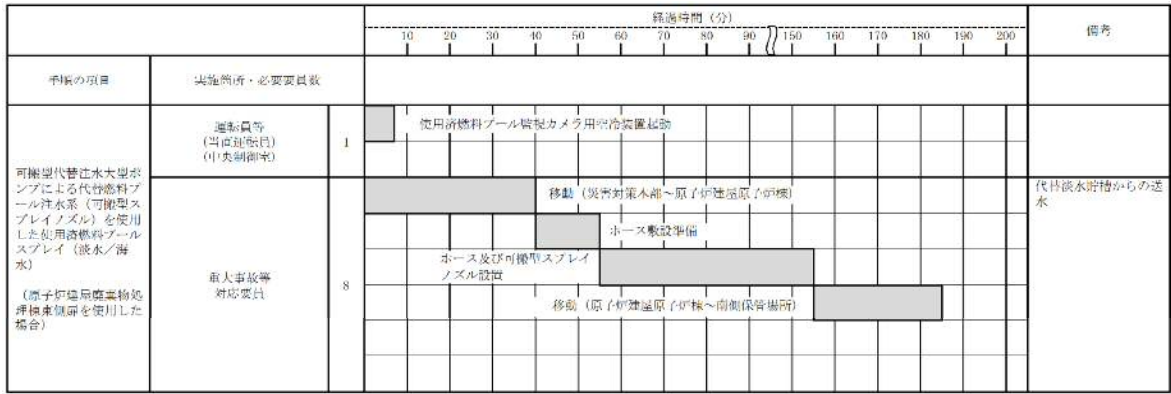 経過時間（分）
備考
10 20 30 40 50 60 70 80 90 150 160 170 180 190 200
手順の項目
実施箇所・必要要員数
可搬型代替注水大型ポ
ンプによる代替燃料プ
ール注水系（可搬型ス
プレイノズル）を使用
した使用済燃料プール
スプレイ（淡水／海
水）
（原子炉建屋廃棄物処
理棟東側扉を使用した
場合）
運転員等
（当直運転員）
（中央制御室）
1
使用済燃料プール監視カメラ用空冷装置起動
重大事故等
対応要員
8
移動（災害対策本部～原子炉建屋原子炉棟）
ホース敷設準備
ホース及び可搬型スプレイ
ノズル設置
移動（原子炉建屋原子炉棟～南側保管場所）
代替淡水貯槽からの送
水